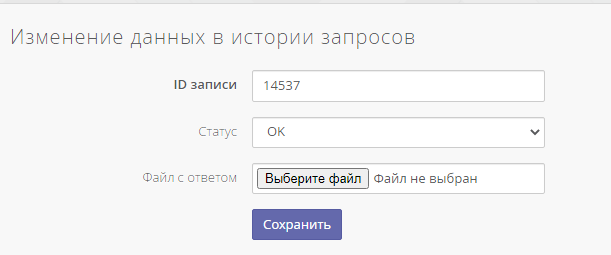 Изменение данных в истории запросов
ID записи 14537
Статус OK
Файл с ответом Выберите файл Файл не выбран
Сохранить